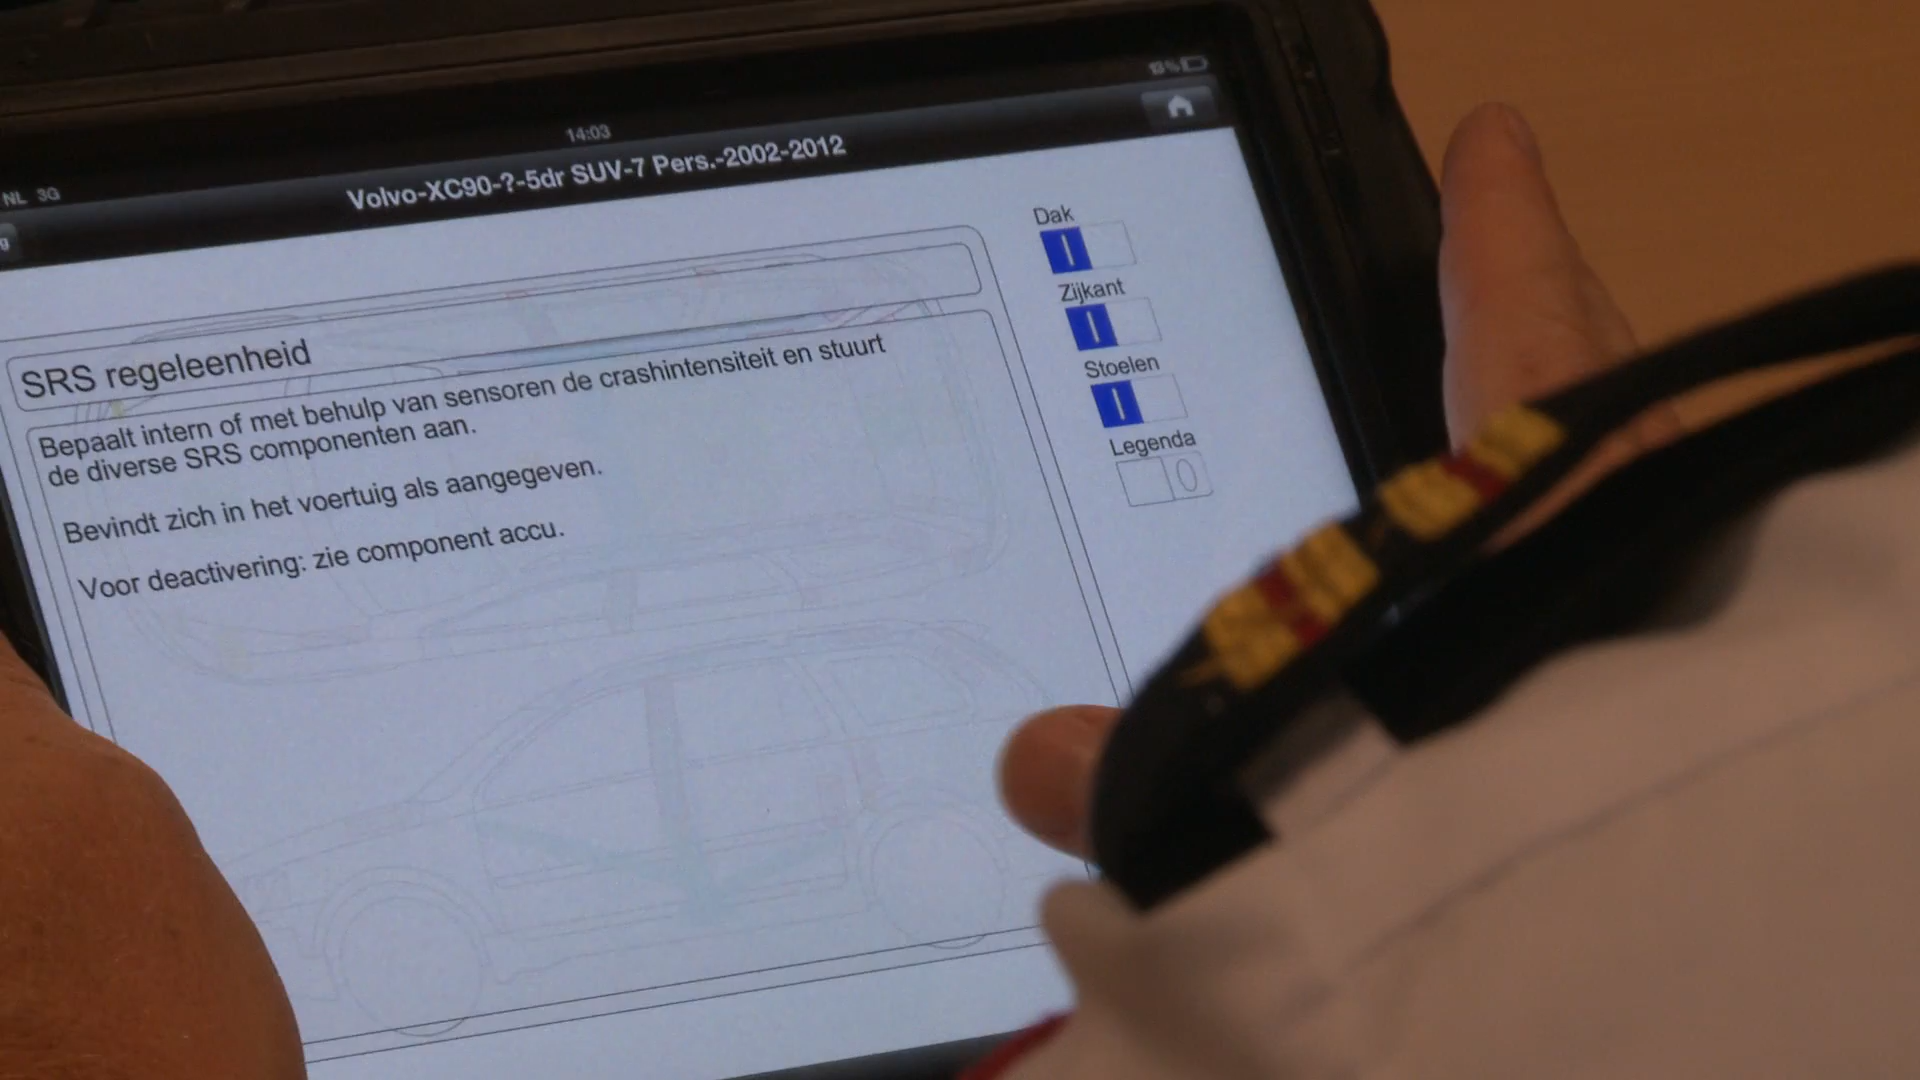 NL 3G
14:03
Volvo-XC90-?-5dr SUV-7 Pers.-2002-2012
SRS regeleenheid
Bepaalt intern of met behulp van sensoren de crashintensiteit en stuurt
de diverse SRS componenten aan.
Bevindt zich in het voertuig als aangegeven.
Voor deactivering: zie component accu.
Dak
Zijkant
Stoelen
Legenda